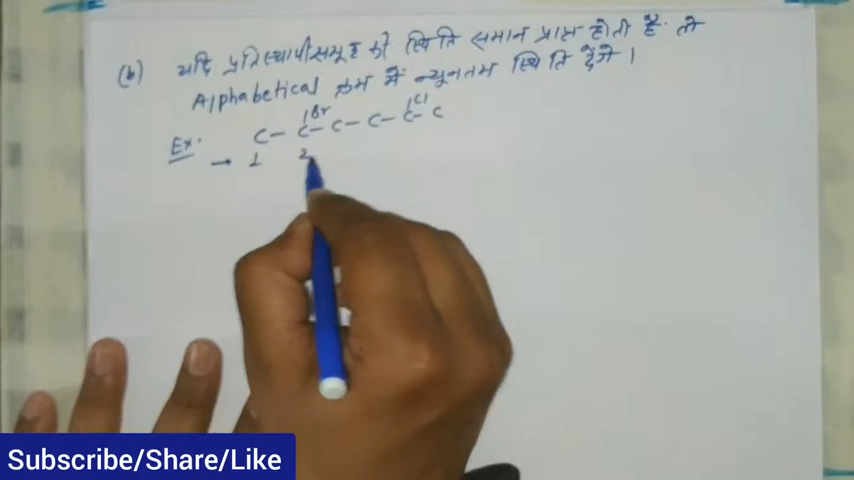 (b) यदि प्रतिस्थापी समूह की स्थिति समान प्राप्त होती है तो
Alphabetical क्रम में न्यूनतम स्थिति देंगे।
Br Cl
Ex. C - C - C - C - C - C
→ 1 2
Subscribe/Share/Like